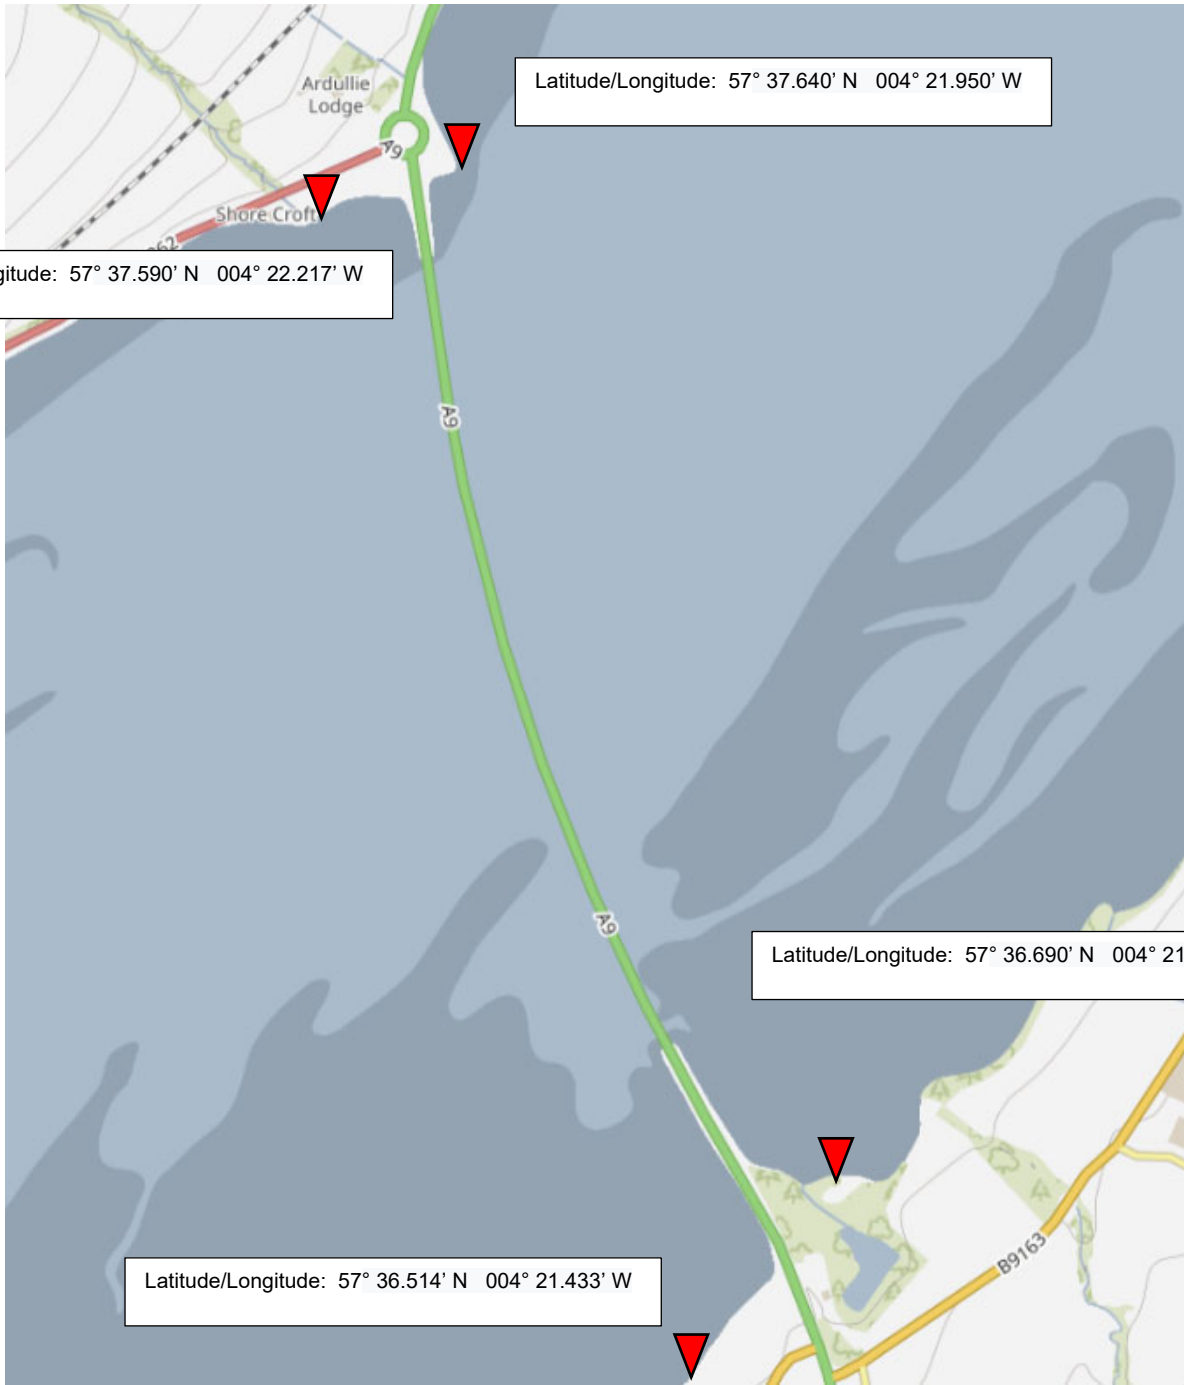 Latitude/Longitude: 57° 37.640’ N 004° 21.950’ W
Ardullie
Lodge
A9
Shore Croft
gitude: 57° 37.590’ N 004° 22.217’ W
A9
A9
Latitude/Longitude: 57° 36.690’ N 004° 21
B9163
Latitude/Longitude: 57° 36.514’ N 004° 21.433’ W